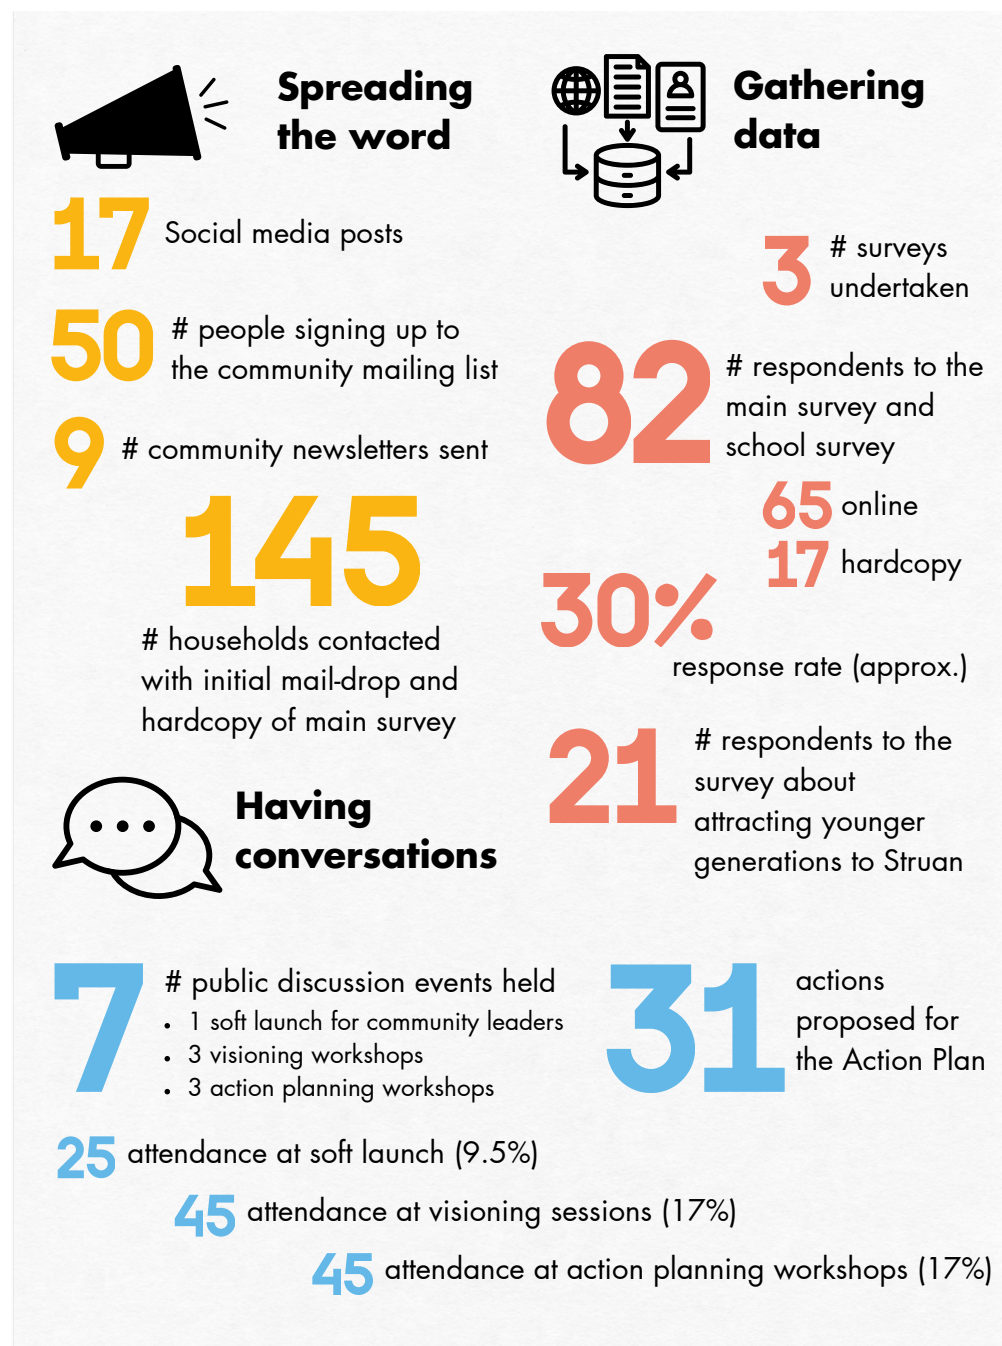 Spreading
the word
17 Social media posts
50 # people signing up to
the community mailing list
9 # community newsletters sent
145
# households contacted
with initial mail-drop and
hardcopy of main survey
Gathering
data
3 # surveys
undertaken
82 # respondents to the
main survey and
school survey
65 online
17 hardcopy
30%
response rate (approx.)
21 # respondents to the
survey about
attracting younger
generations to Struan
Having
conversations
7 # public discussion events held
• 1 soft launch for community leaders
• 3 visioning workshops
• 3 action planning workshops
31 actions
proposed for
the Action Plan
25 attendance at soft launch (9.5%)
45 attendance at visioning sessions (17%)
45 attendance at action planning workshops (17%)